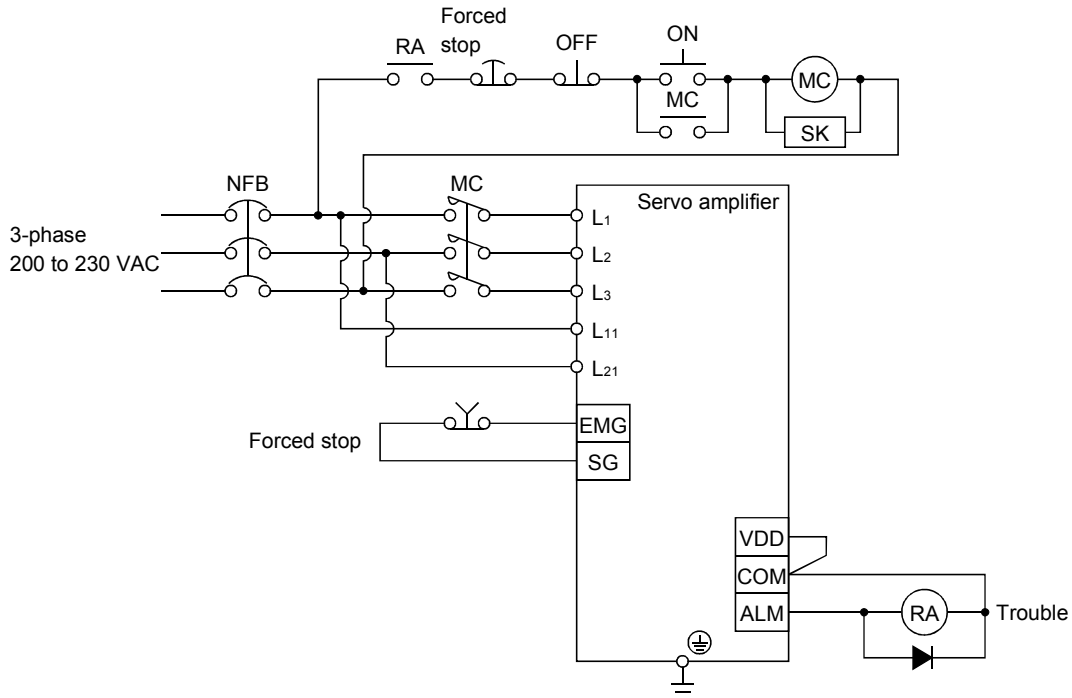 Forced
stop
RA
OFF
ON
MC
MC
SK
NFB
MC
Servo amplifier
3-phase
200 to 230 VAC
L1
L2
L3
L11
L21
Forced stop
EMG
SG
VDD
COM
ALM
RA
Trouble